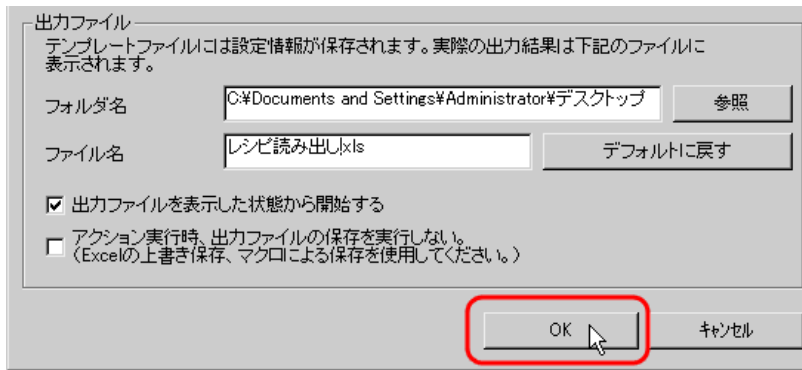 出力ファイル
テンプレートファイルには設定情報が保存されます。実際の出力結果は下記のファイルに
表示されます。
フォルダ名
C:¥Documents and Settings¥Administrator¥デスクトップ
参照
ファイル名
レシピ読み出し.xls
デフォルトに戻す
出力ファイルを表示した状態から開始する
アクション実行時、出力ファイルの保存を実行しない。
(Excelの上書き保存、マクロによる保存を使用してください。)
OK
キャンセル